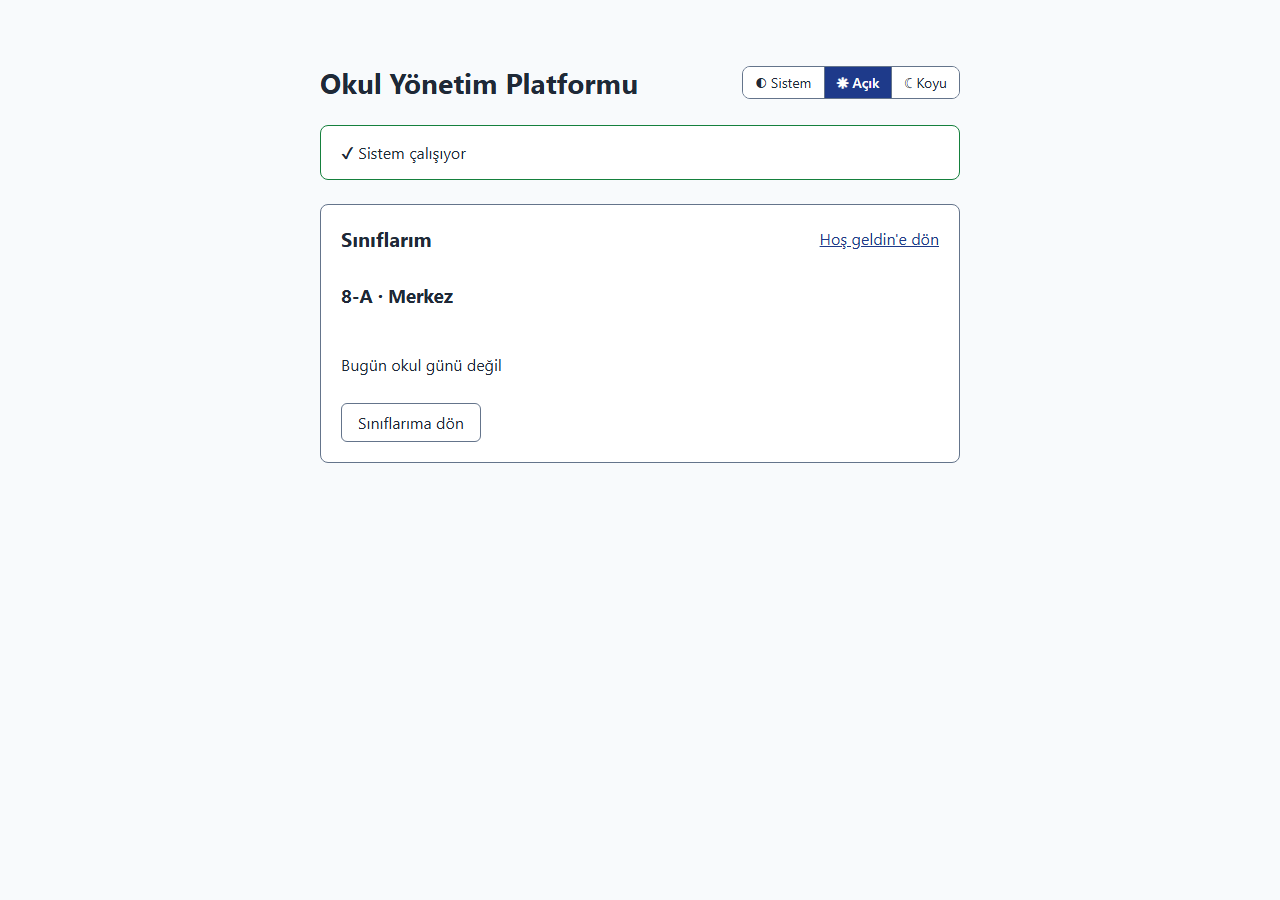 Okul Yönetim Platformu
◐ Sistem ❋ Açık ☾ Koyu
✓ Sistem çalışıyor
Sınıflarım
Hoş geldin'e dön
8-A · Merkez
Bugün okul günü değil
Sınıflarıma dön